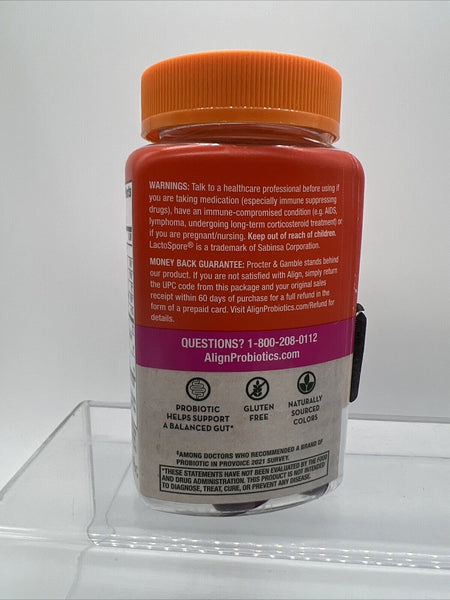 WARNINGS: Talk to a healthcare professional before using if
you are taking medication (especially immune suppressing
drugs), have an immune-compromised condition (e.g. AIDS,
lymphoma, undergoing long-term corticosteroid treatment) or
if you are pregnant/nursing. Keep out of reach of children.
LactoSpore® is a trademark of Sabinsa Corporation.
MONEY BACK GUARANTEE: Procter & Gamble stands behind
our product. If you are not satisfied with Align, simply return
the UPC code from this package and your original sales
receipt within 60 days of purchase for a full refund in the
form of a prepaid card. Visit AlignProbiotics.com/Refund for
details.
QUESTIONS? 1-800-208-0112
AlignProbiotics.com
PROBIOTIC
HELPS SUPPORT
A BALANCED GUT*
GLUTEN
FREE
NATURALLY
SOURCED
COLORS
‡AMONG DOCTORS WHO RECOMMENDED A BRAND OF
PROBIOTIC IN PROVOICE 2021 SURVEY.
*THESE STATEMENTS HAVE NOT BEEN EVALUATED BY THE FOOD
AND DRUG ADMINISTRATION. THIS PRODUCT IS NOT INTENDED
TO DIAGNOSE, TREAT, CURE, OR PREVENT ANY DISEASE.